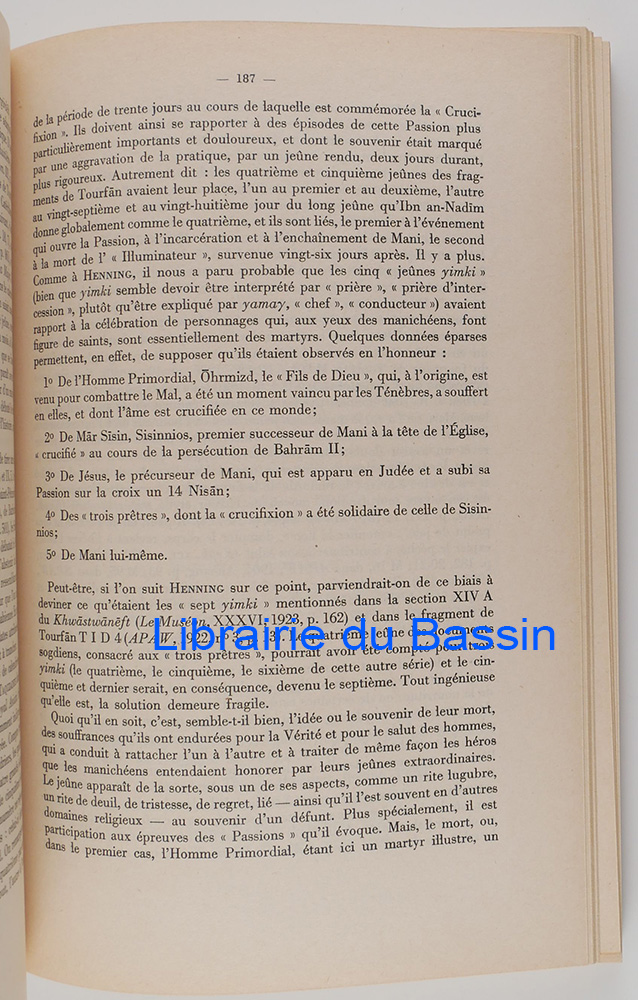 — 187 —
de la période de trente jours au cours de laquelle est commémorée la « Cruci-
fixion ». Ils doivent ainsi se rapporter à des épisodes de cette Passion plus
particulièrement importants et douloureux, et dont le souvenir était marqué
par une aggravation de la pratique, par un jeûne rendu, deux jours durant,
plus rigoureux. Autrement dit : les quatrième et cinquième jeûnes des frag-
ments de Tourfān avaient leur place, l'un au premier et au deuxième, l'autre
au vingt-septième et au vingt-huitième jour du long jeûne qu'Ibn an-Nadīm
donne globalement comme le quatrième, et ils sont liés, le premier à l'événement
qui ouvre la Passion, à l'incarcération et à l'enchaînement de Mani, le second
à la mort de l' « Illuminateur », survenue vingt-six jours après. Il y a plus.
Comme à HENNING, il nous a paru probable que les cinq « jeûnes yimki »
(bien que yimki semble devoir être interprété par « prière », « prière d'inter-
cession », plutôt qu'être expliqué par yamaγ, « chef », « conducteur ») avaient
rapport à la célébration de personnages qui, aux yeux des manichéens, font
figure de saints, sont essentiellement des martyrs. Quelques données éparses
permettent, en effet, de supposer qu'ils étaient observés en l'honneur :
1º De l'Homme Primordial, Ōhrmizd, le « Fils de Dieu », qui, à l'origine, est
venu pour combattre le Mal, a été un moment vaincu par les Ténèbres, a souffert
en elles, et dont l'âme est crucifiée en ce monde ;
2º De Mār Sīsin, Sisinnios, premier successeur de Mani à la tête de l'Église,
« crucifié » au cours de la persécution de Bahrām II ;
3º De Jésus, le précurseur de Mani, qui est apparu en Judée et a subi sa
Passion sur la croix un 14 Nisān ;
4º Des « trois prêtres », dont la « crucifixion » a été solidaire de celle de Sisin-
nios ;
5º De Mani lui-même.
Peut-être, si l'on suit HENNING sur ce point, parviendrait-on de ce biais à
deviner ce qu'étaient les « sept yimki » mentionnés dans la section XIV A
du Khwāstwānēft (Le Muséon, XXXVI, 1923, p. 162) et dans le fragment de
Tourfān T I D 4 (APAW, 1922, Le quatrième jeûne documents
Librairie du Bassin
sogdiens, consacré aux « trois prêtres », pourrait avoir été compté pour trois
yimki (le quatrième, le cinquième, le sixième de cette autre série) et le cin-
quième et dernier serait, en conséquence, devenu le septième. Tout ingénieuse
qu'elle est, la solution demeure fragile.
Quoi qu'il en soit, c'est, semble-t-il bien, l'idée ou le souvenir de leur mort,
des souffrances qu'ils ont endurées pour la Vérité et pour le salut des hommes,
qui a conduit à rattacher l'un à l'autre et à traiter de même façon les héros
que les manichéens entendaient honorer par leurs jeûnes extraordinaires.
Le jeûne apparaît de la sorte, sous un de ses aspects, comme un rite lugubre,
un rite de deuil, de tristesse, de regret, lié — ainsi qu'il l'est souvent en d'autres
domaines religieux — au souvenir d'un défunt. Plus spécialement, il est
participation aux épreuves des « Passions » qu'il évoque. Mais, le mort, ou,
dans le premier cas, l'Homme Primordial, étant ici un martyr illustre, un